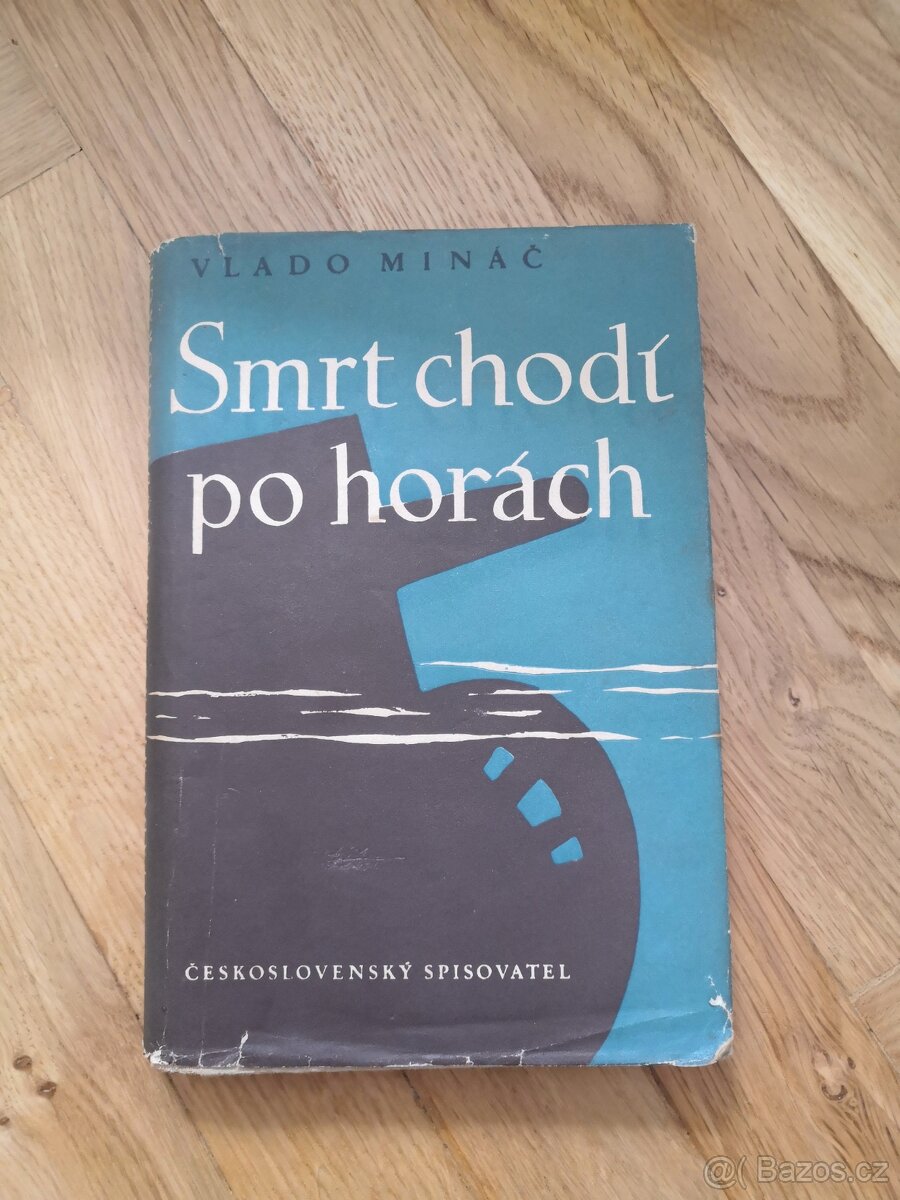 VLADO MINÁČ
Smrt chodí
po horách
ČESKOSLOVENSKÝ SPISOVATEL
@( Bazos.cz